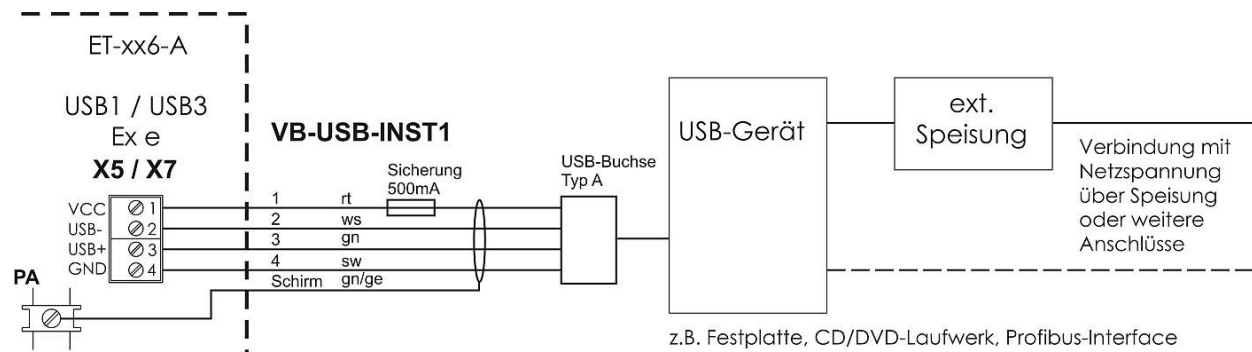 ET-xx6-A
USB1 / USB3
Ex e
X5 / X7
VB-USB-INST1
Sicherung
500mA
USB-Buchse
Typ A
USB-Gerät
ext.
Speisung
Verbindung mit
Netzspannung
über Speisung
oder weitere
Anschlüsse
VCC 1 1 rt
USB- 2 2 ws
USB+ 3 3 gn
GND 4 4 sw
Schirm gn/ge
PA
z.B. Festplatte, CD/DVD-Laufwerk, Profibus-Interface